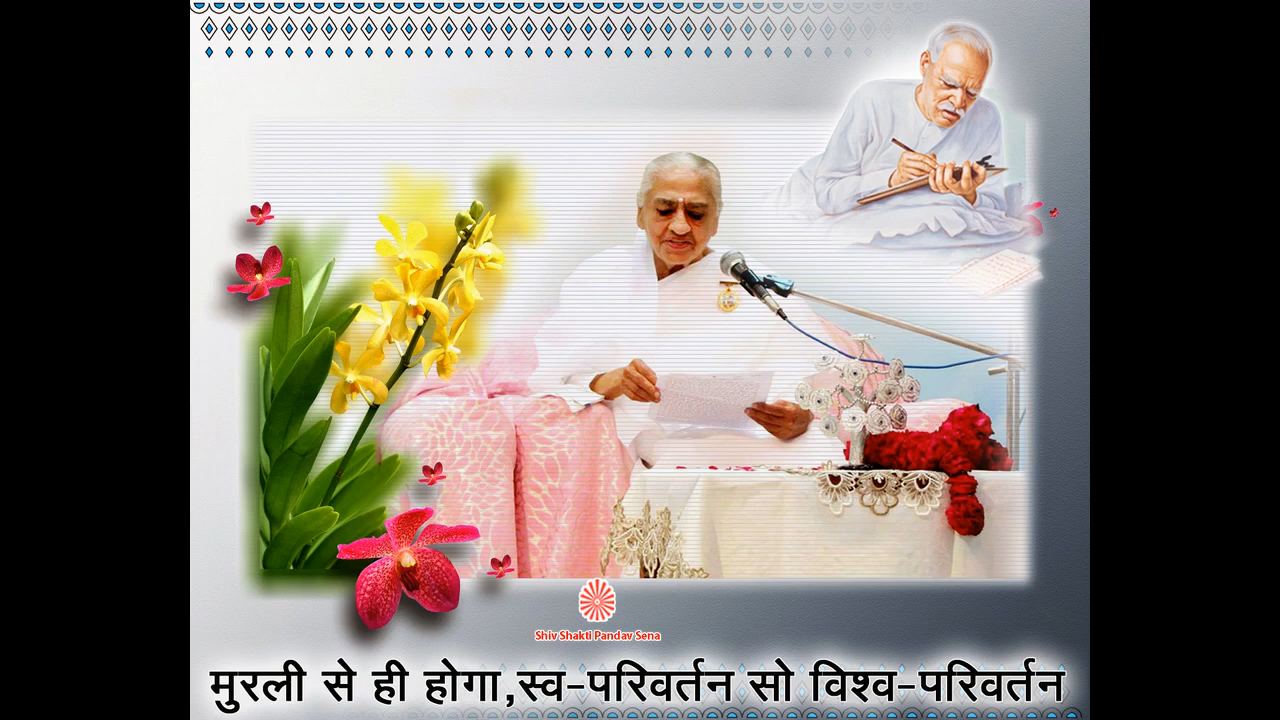 Shiv Shakti Pandav Sena
मुरली से ही होगा,स्व-परिवर्तन सो विश्व-परिवर्तन